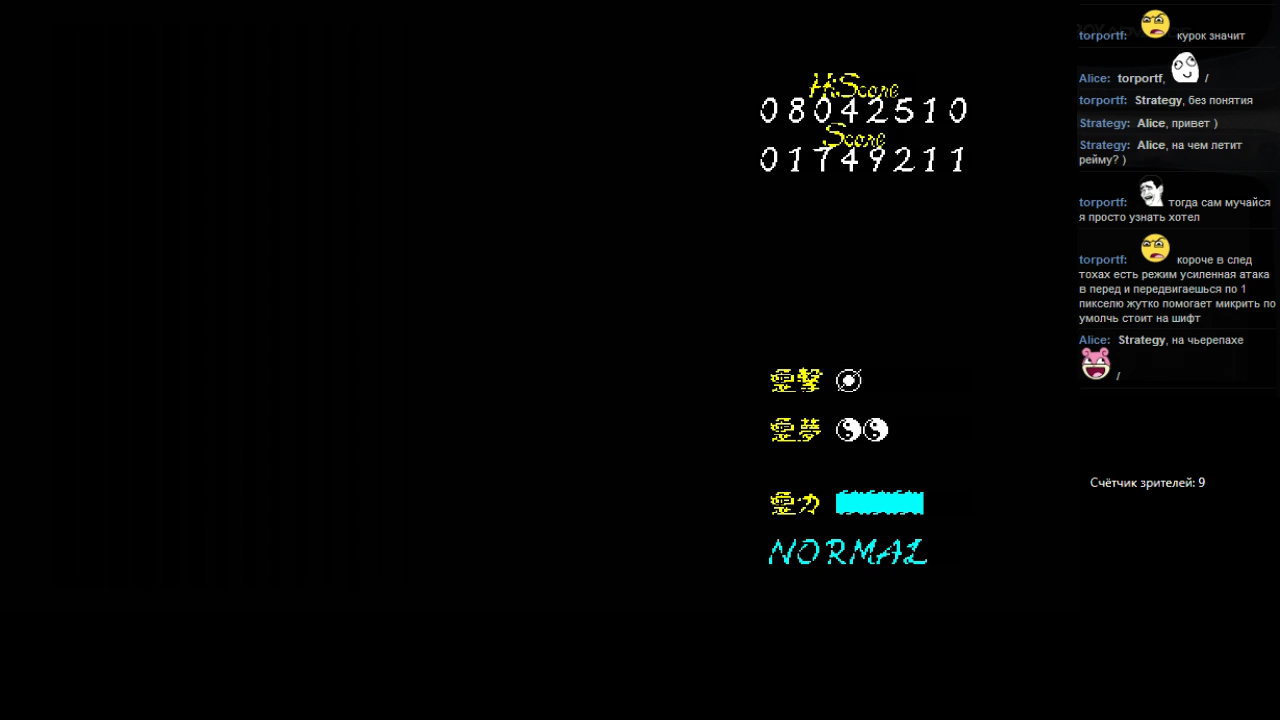 HiScore
08042510
Score
01749211
靈撃
靈夢
靈力
NORMAL
torportf: курок значит
Alice: torportf, /
torportf: Strategy, без понятия
Strategy: Alice, привет )
Strategy: Alice, на чем летит
рейму? )
torportf: тогда сам мучайся
я просто узнать хотел
torportf: короче в след
тохах есть режим усиленная атака
в перед и передвигаешься по 1
пикселю жутко помогает микрить по
умолчь стоит на шифт
Alice: Strategy, на чьерепахе
/
Счётчик зрителей: 9